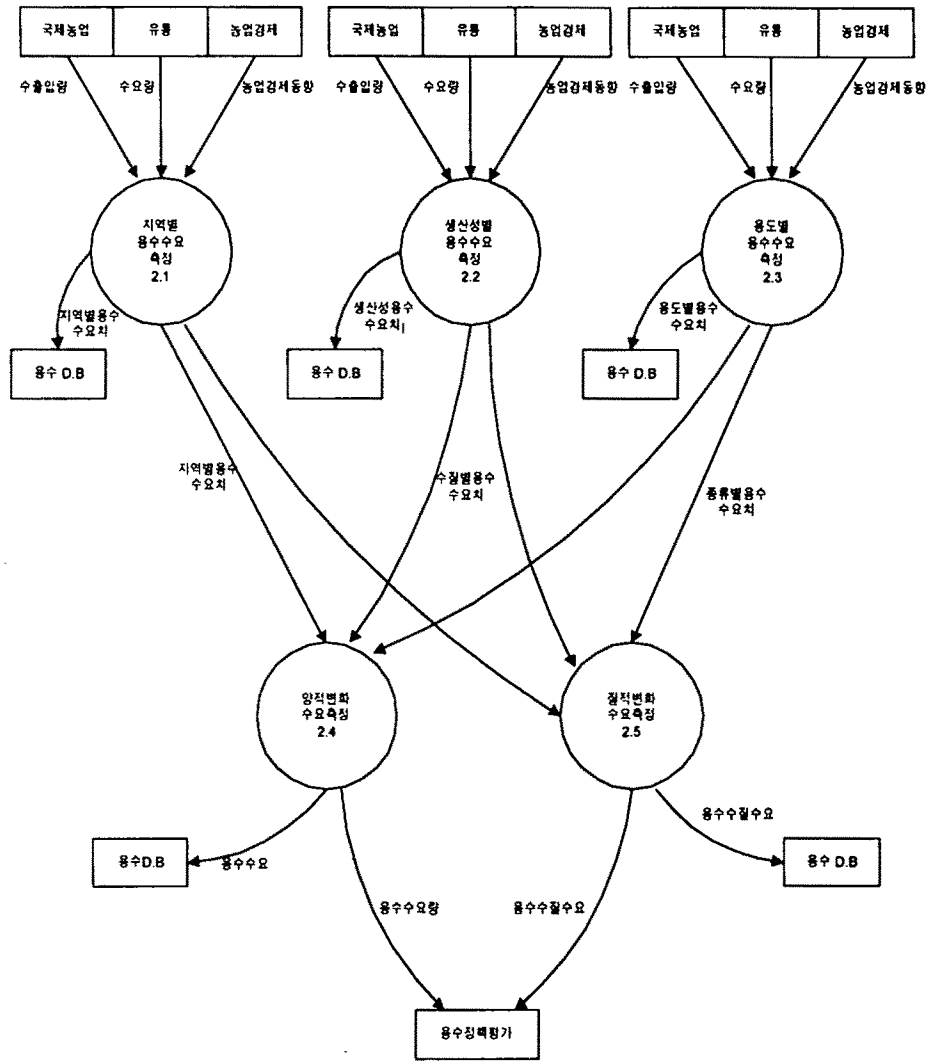 국제농업 유통 농업경제 국제농업 유통 농업경제 국제농업 유통 농업경제
수출입량 수요량 농업경제동향 수출입량 수요량 농업경제동향 수출입량 수요량 농업경제동향
지역별
용수수요
측정
2.1
생산성별
용수수요
측정
2.2
용도별
용수수요
측정
2.3
지역별용수
수요치
생산성용수
수요치
용도별용수
수요치
용수 D.B
용수 D.B
용수 D.B
지역별용수
수요치
수질별용수
수요치
종류별용수
수요치
양적변화
수요측정
2.4
질적변화
수요측정
2.5
용수D.B
용수수요
용수수질수요
용수 D.B
용수수요량
용수수질수요
용수정책평가